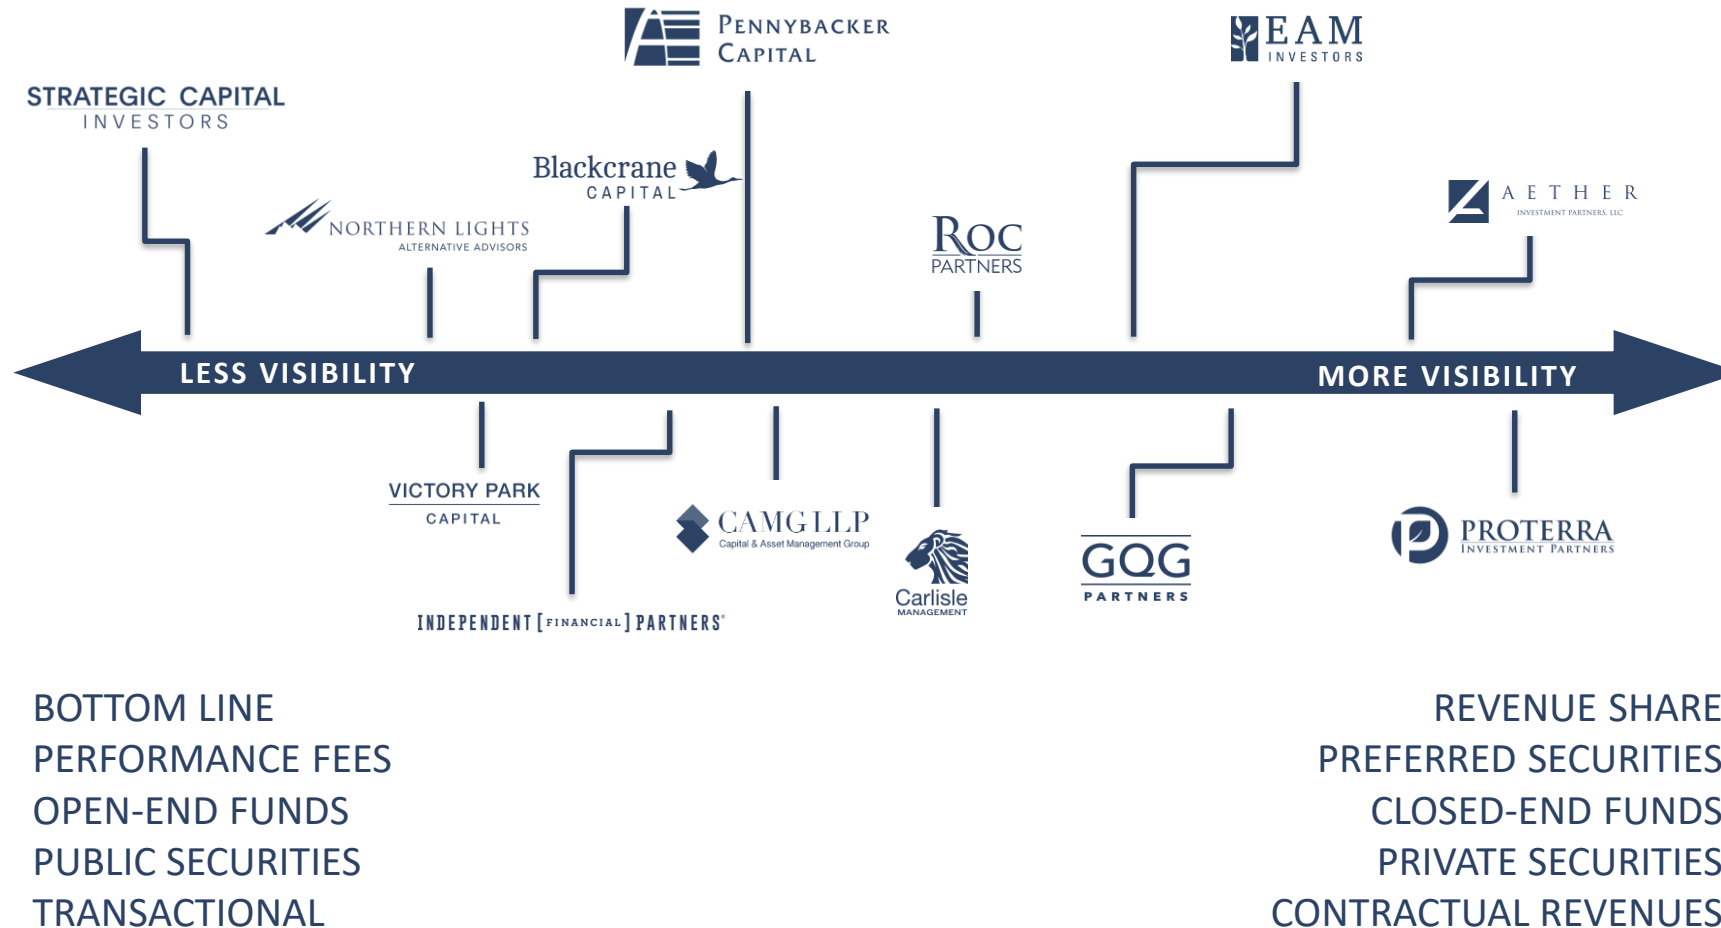 PENNYBACKER
CAPITAL
EAM
INVESTORS
STRATEGIC CAPITAL
INVESTORS
Blackcrane
CAPITAL
AETHER
INVESTMENT PARTNERS, LLC
NORTHERN LIGHTS
ALTERNATIVE ADVISORS
ROC
PARTNERS
LESS VISIBILITY
MORE VISIBILITY
VICTORY PARK
CAPITAL
CAMG LLP
Capital & Asset Management Group
Carlisle
MANAGEMENT
GQG
PARTNERS
PROTERRA
INVESTMENT PARTNERS
INDEPENDENT [FINANCIAL] PARTNERS®
BOTTOM LINE
PERFORMANCE FEES
OPEN-END FUNDS
PUBLIC SECURITIES
TRANSACTIONAL
REVENUE SHARE
PREFERRED SECURITIES
CLOSED-END FUNDS
PRIVATE SECURITIES
CONTRACTUAL REVENUES